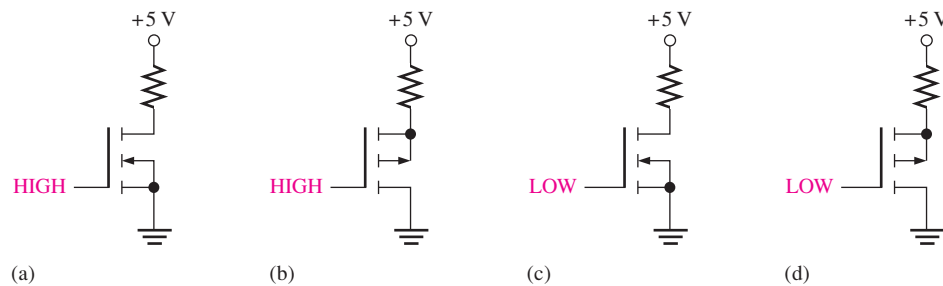 +5 V +5 V +5 V +5 V
HIGH HIGH LOW LOW
(a) (b) (c) (d)